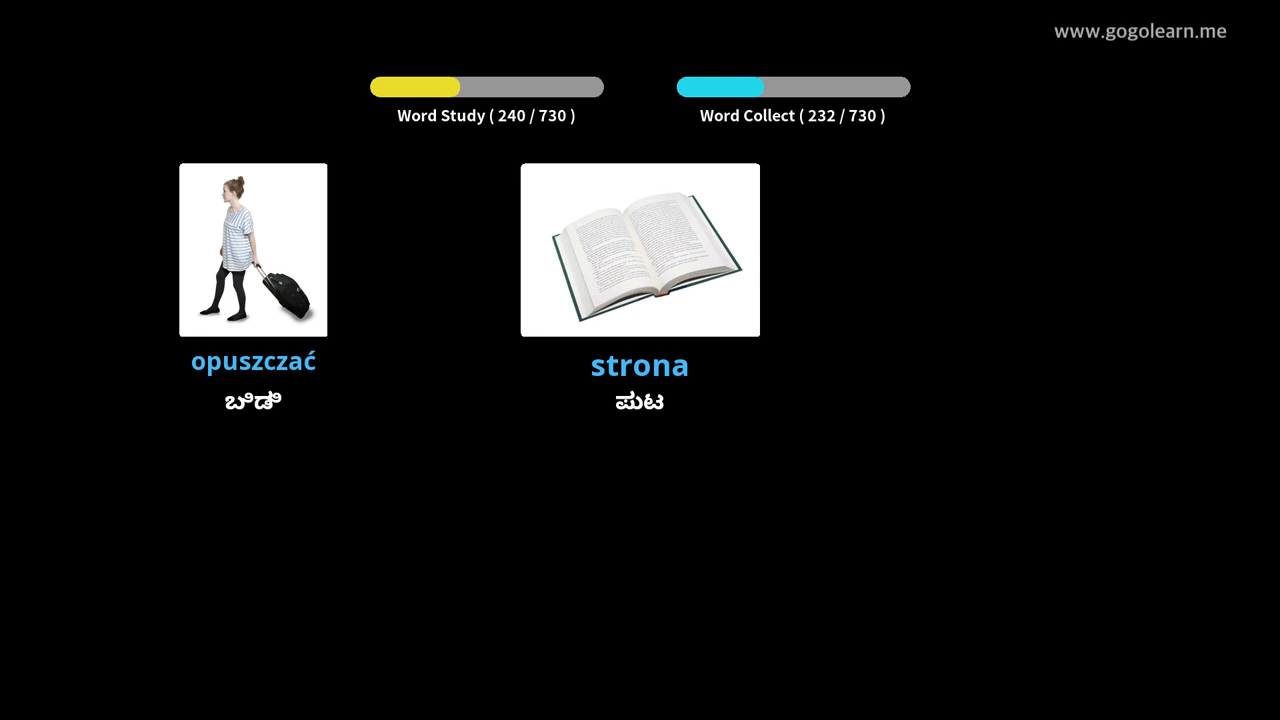 www.gogolearn.me
Word Study ( 240 / 730 )
Word Collect ( 232 / 730 )
opuszczać
ಬಿಡಿ
strona
ಪುಟ